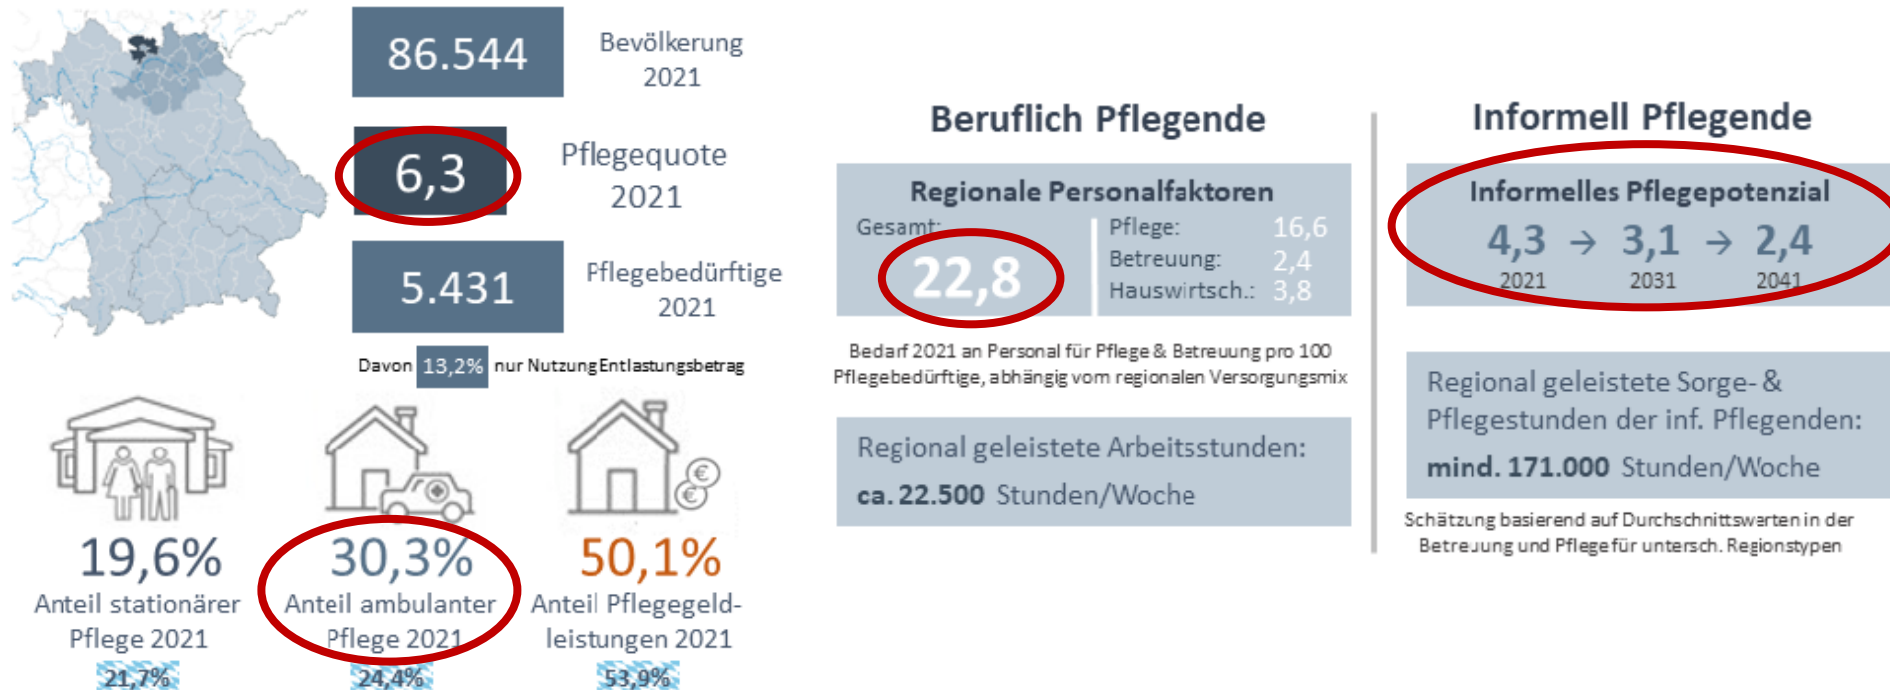 86.544
Bevölkerung
2021
6,3
Pflegequote
2021
5.431
Pflegebedürftige
2021
Davon 13,2% nur Nutzung Entlastungsbetrag
19,6%
Anteil stationärer
Pflege 2021
21,7%
30,3%
Anteil ambulanter
Pflege 2021
24,4%
50,1%
Anteil Pflegegeld-
leistungen 2021
53,9%
Beruflich Pflegende
Regionale Personalfaktoren
Gesamt:
22,8
Pflege: 16,6
Betreuung: 2,4
Hauswirtsch.: 3,8
Bedarf 2021 an Personal für Pflege & Betreuung pro 100
Pflegebedürftige, abhängig vom regionalen Versorgungsmix
Regional geleistete Arbeitsstunden:
ca. 22.500 Stunden/Woche
Informell Pflegende
Informelles Pflegepotenzial
4,3 → 3,1 → 2,4
2021 2031 2041
Regional geleistete Sorge- &
Pflegestunden der inf. Pflegenden:
mind. 171.000 Stunden/Woche
Schätzung basierend auf Durchschnittswerten in der
Betreuung und Pflege für untersch. Regionstypen